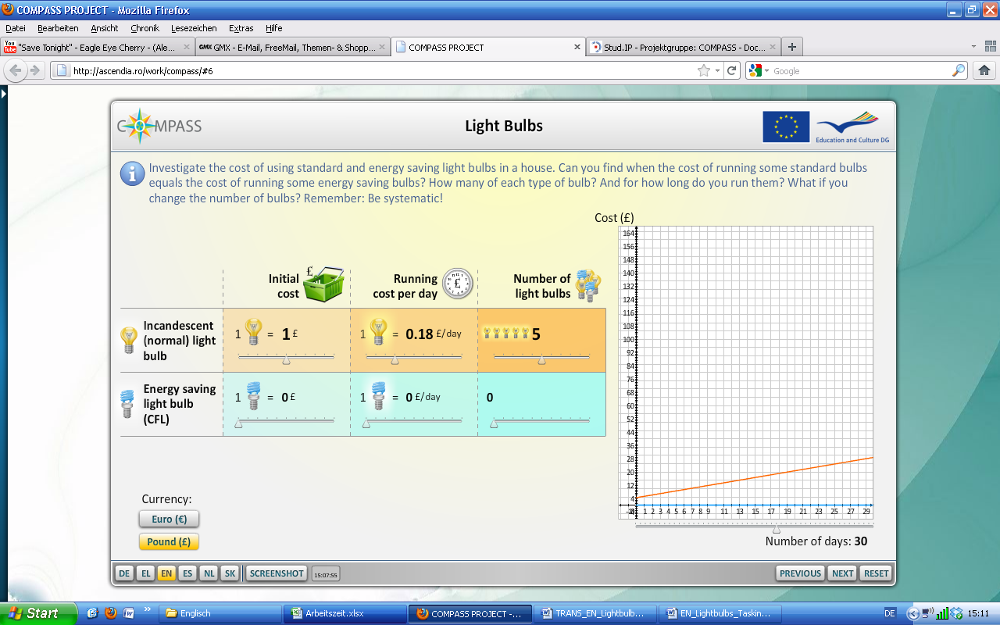 COMPASS PROJECT - Mozilla Firefox
Datei Bearbeiten Ansicht Chronik Lesezeichen Extras Hilfe
You Tube "Save Tonight" - Eagle Eye Cherry - (Ale...
GMX GMX - E-Mail, FreeMail, Themen- & Shopp...
COMPASS PROJECT
Stud.IP - Projektgruppe: COMPASS - Doc...
http://ascendia.ro/work/compass/#6
Google
COMPASS
Light Bulbs
Education and Culture DG
Investigate the cost of using standard and energy saving light bulbs in a house. Can you find when the cost of running some standard bulbs
equals the cost of running some energy saving bulbs? How many of each type of bulb? And for how long do you run them? What if you
change the number of bulbs? Remember: Be systematic!
Cost (£)
Initial
cost
£
Running
cost per day
£
Number of
light bulbs
Incandescent
(normal) light
bulb
1 = 1 £
1 = 0.18 £/day
5
Energy saving
light bulb
(CFL)
1 = 0 £
1 = 0 £/day
0
164
156
148
140
132
124
116
108
100
92
84
76
68
60
52
44
36
28
20
12
4
1 2 3 4 5 6 7 8 9 11 13 15 17 19 21 23 25 27 29
Number of days: 30
Currency:
Euro (€)
Pound (£)
DE EL EN ES NL SK SCREENSHOT 15:07:55
PREVIOUS NEXT RESET
Start
Englisch
Arbeitszeit.xlsx
COMPASS PROJECT -...
TRANS_EN_Lightbulb...
EN_Lightbulbs_Taskin...
DE
15:11